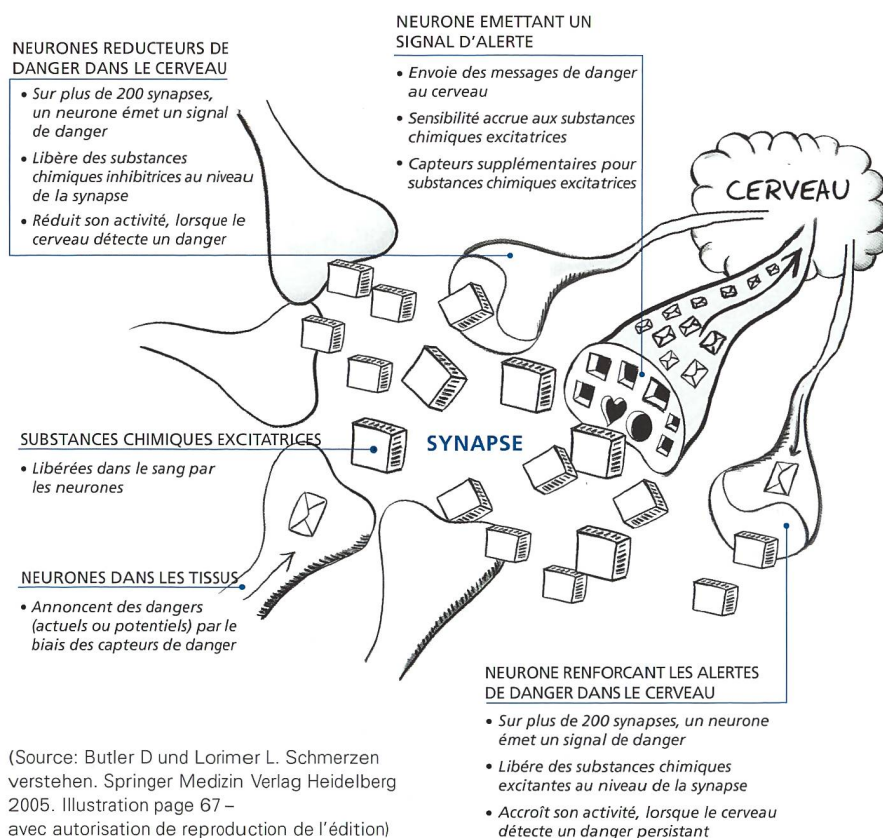 NEURONES REDUCTEURS DE
DANGER DANS LE CERVEAU
• Sur plus de 200 synapses,
un neurone émet un signal
de danger
• Libère des substances
chimiques inhibitrices au niveau
de la synapse
• Réduit son activité, lorsque le
cerveau détecte un danger
NEURONE EMETTANT UN
SIGNAL D'ALERTE
• Envoie des messages de danger
au cerveau
• Sensibilité accrue aux substances
chimiques excitatrices
• Capteurs supplémentaires pour
substances chimiques excitatrices
CERVEAU
SUBSTANCES CHIMIQUES EXCITATRICES
• Libérées dans le sang par
les neurones
SYNAPSE
NEURONES DANS LES TISSUS
• Annoncent des dangers
(actuels ou potentiels) par le
biais des capteurs de danger
NEURONE RENFORCANT LES ALERTES
DE DANGER DANS LE CERVEAU
• Sur plus de 200 synapses, un neurone
émet un signal de danger
• Libére des substances chimiques
excitantes au niveau de la synapse
• Accroît son activité, lorsque le cerveau
détecte un danger persistant
(Source: Butler D und Lorimer L. Schmerzen
verstehen. Springer Medizin Verlag Heidelberg
2005. Illustration page 67 –
avec autorisation de reproduction de l'édition)